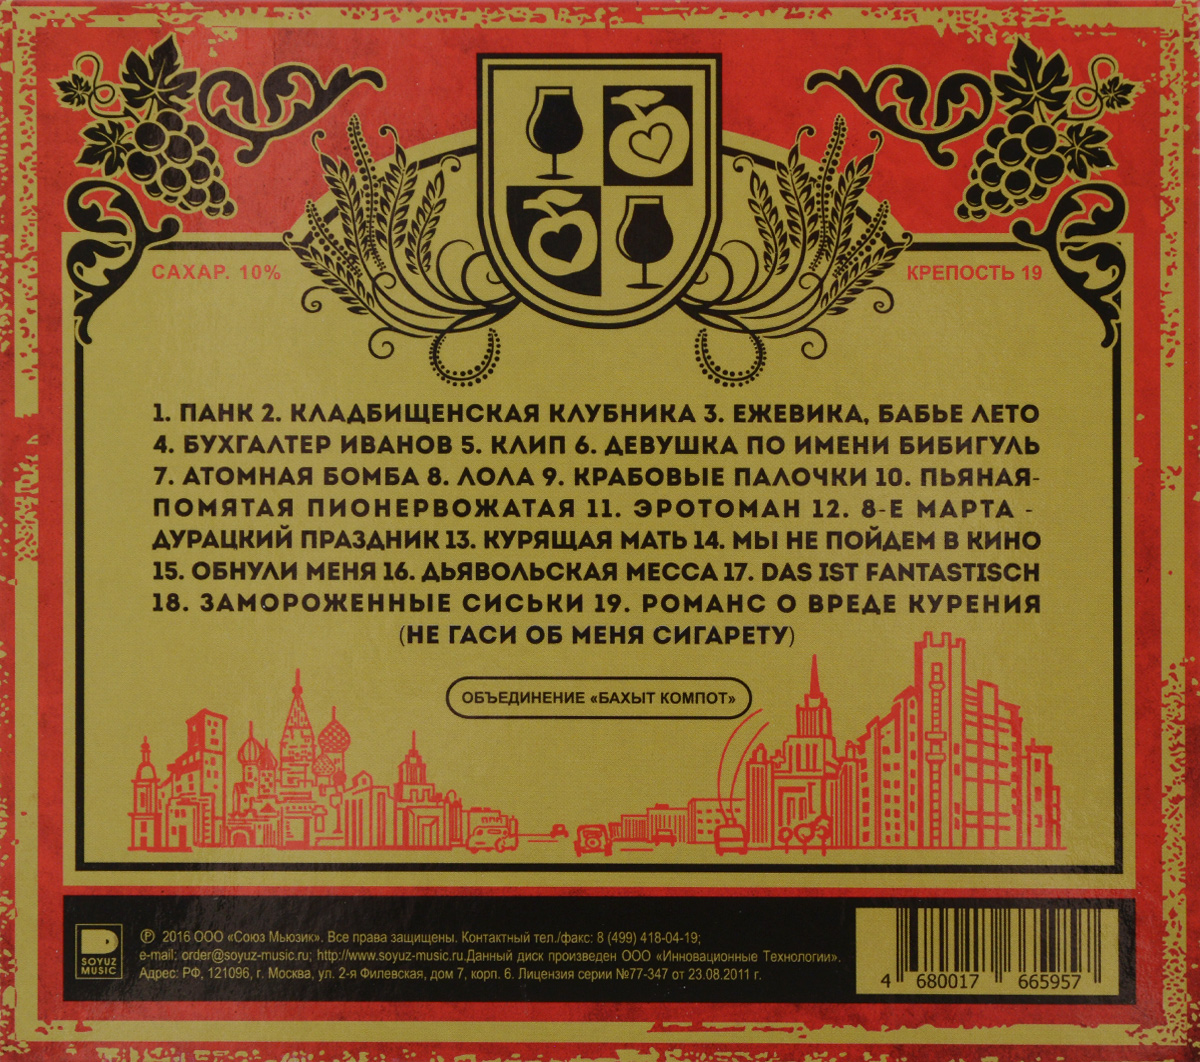 САХАР. 10%
КРЕПОСТЬ 19
1. ПАНК 2. КЛАДБИЩЕНСКАЯ КЛУБНИКА 3. ЕЖЕВИКА, БАБЬЕ ЛЕТО
4. БУХГАЛТЕР ИВАНОВ 5. КЛИП 6. ДЕВУШКА ПО ИМЕНИ БИБИГУЛЬ
7. АТОМНАЯ БОМБА 8. ЛОЛА 9. КРАБОВЫЕ ПАЛОЧКИ 10. ПЬЯНАЯ-
ПОМЯТАЯ ПИОНЕРВОЖАТАЯ 11. ЭРОТОМАН 12. 8-Е МАРТА -
ДУРАЦКИЙ ПРАЗДНИК 13. КУРЯЩАЯ МАТЬ 14. МЫ НЕ ПОЙДЕМ В КИНО
15. ОБНУЛИ МЕНЯ 16. ДЬЯВОЛЬСКАЯ МЕССА 17. DAS IST FANTASTISCH
18. ЗАМОРОЖЕННЫЕ СИСЬКИ 19. РОМАНС О ВРЕДЕ КУРЕНИЯ
(НЕ ГАСИ ОБ МЕНЯ СИГАРЕТУ)
ОБЪЕДИНЕНИЕ «БАХЫТ КОМПОТ»
SOYUZ
MUSIC
℗ 2016 ООО «Союз Мьюзик». Все права защищены. Контактный тел./факс: 8 (499) 418-04-19;
e-mail: order@soyuz-music.ru; http://www.soyuz-music.ru.Данный диск произведен ООО «Инновационные Технологии».
Адрес: РФ, 121096, г. Москва, ул. 2-я Филевская, дом 7, корп. 6. Лицензия серии №77-347 от 23.08.2011 г.
4 680017 665957